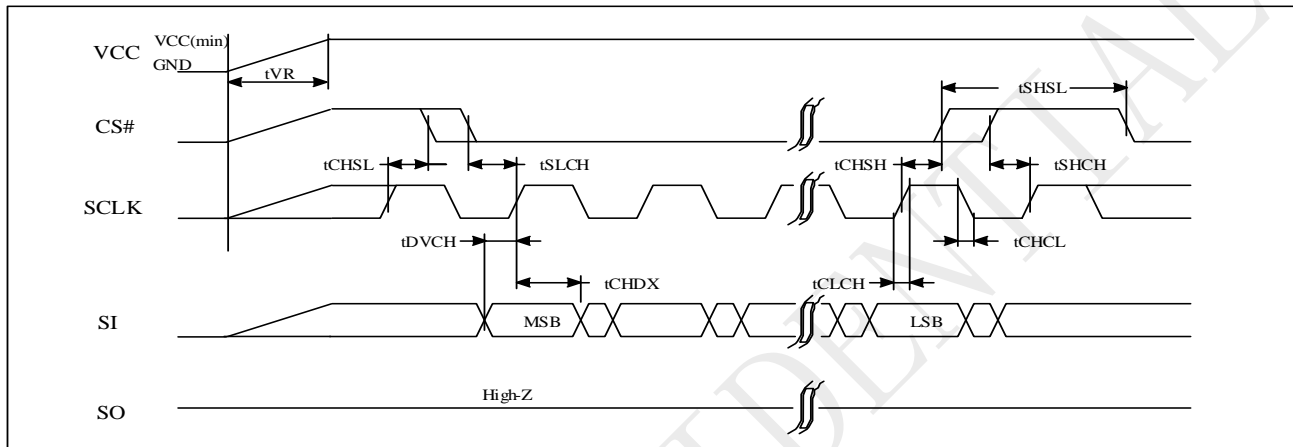 VCC
VCC(min)
GND
tVR
tSHSL
CS#
tCHSL
tSLCH
tCHSH
tSHCH
SCLK
tDVCH
tCHCL
tCHDX
tCLCH
SI
MSB
LSB
High-Z
SO